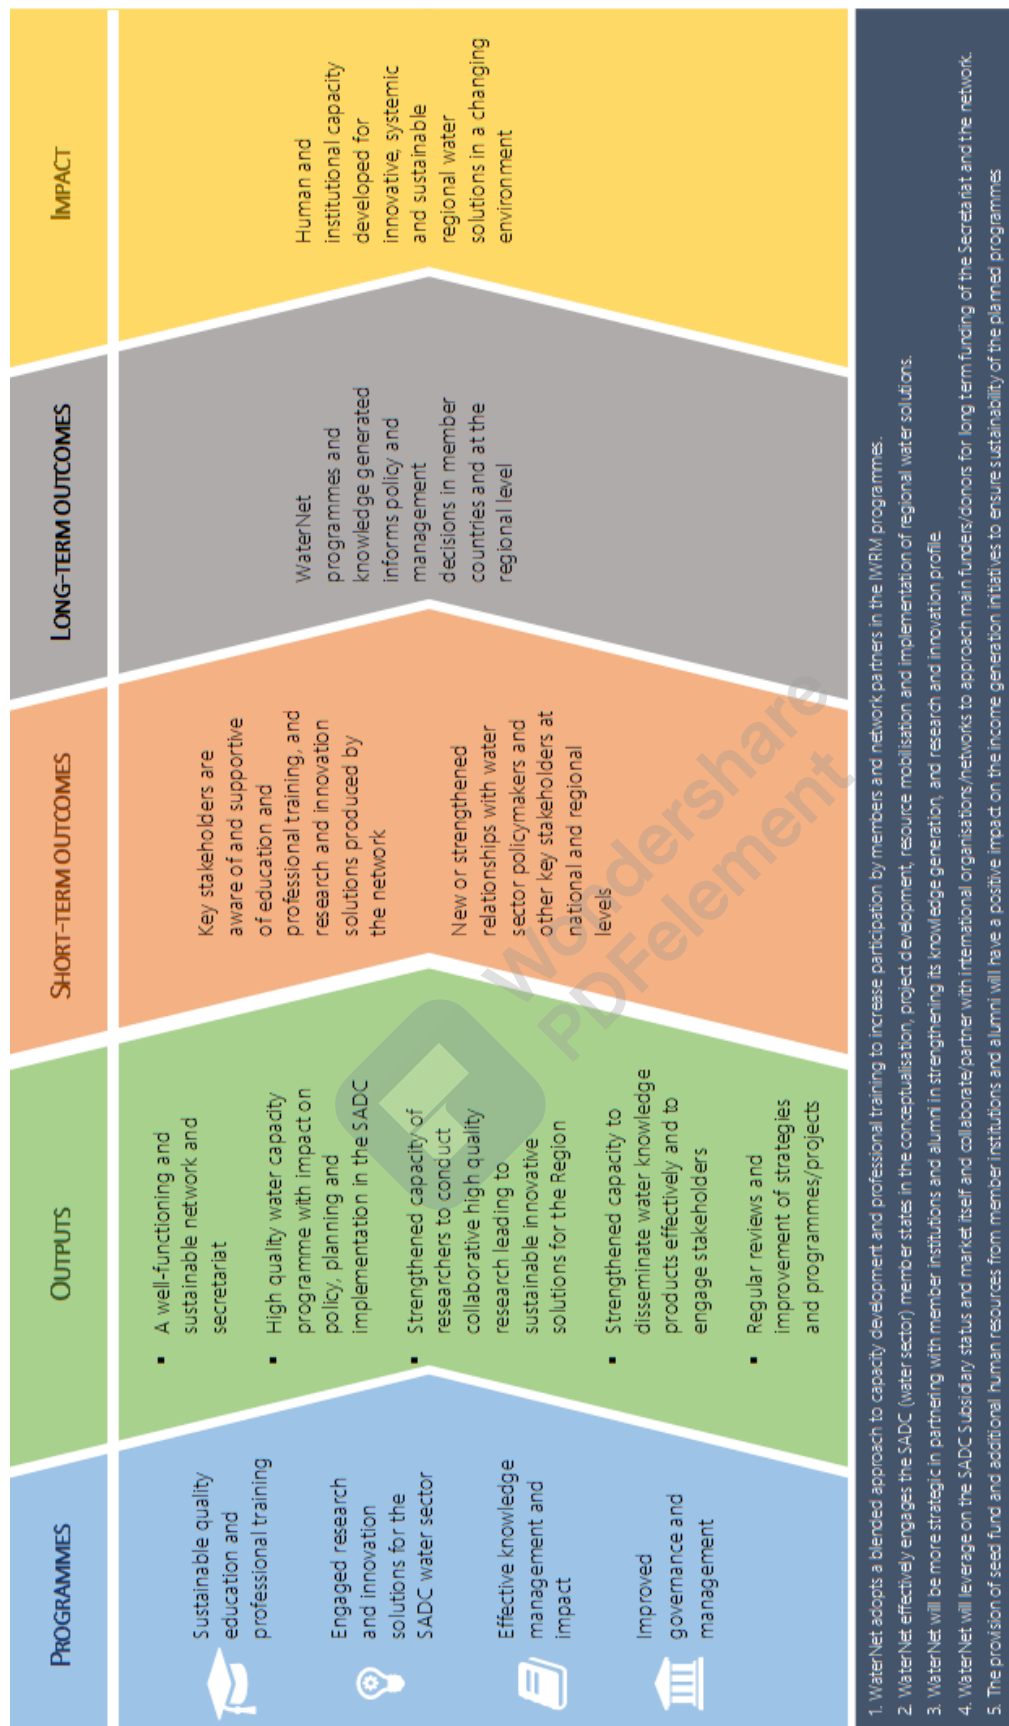 PROGRAMMES
Sustainable quality
education and
professional training
Engaged research
and innovation
solutions for the
SADC water sector
Effective knowledge
management and
impact
Improved
governance and
management
OUTPUTS
▪ A well-functioning and
sustainable network and
secretariat
▪ High quality water capacity
programme with impact on
policy, planning and
implementation in the SADC
▪ Strengthened capacity of
researchers to conduct
collaborative high quality
research leading to
sustainable innovative
solutions for the Region
▪ Strengthened capacity to
disseminate water knowledge
products effectively and to
engage stakeholders
▪ Regular reviews and
improvement of strategies
and programmes/projects
SHORT-TERM OUTCOMES
Key stakeholders are
aware of and supportive
of education and
professional training, and
research and innovation
solutions produced by
the network
New or strengthened
relationships with water
sector policymakers and
other key stakeholders at
national and regional
levels
LONG-TERM OUTCOMES
WaterNet
programmes and
knowledge generated
informs policy and
management
decisions in member
countries and at the
regional level
IMPACT
Human and
institutional capacity
developed for
innovative, systemic
and sustainable
regional water
solutions in a changing
environment
1. WaterNet adopts a blended approach to capacity development and professional training to increase participation by members and network partners in the IWRM programmes.
2. WaterNet effectively engages the SADC (water sector) member states in the conceptualisation, project development, resource mobilisation and implementation of regional water solutions.
3. WaterNet will be more strategic in partnering with member institutions and alumni in strengthening its knowledge generation, and research and innovation profile.
4. WaterNet will leverage on the SADC Subsidiary status and market itself and collaborate/partner with international organisations/networks to approach main funders/donors for long term funding of the Secretariat and the network.
5. The provision of seed fund and additional human resources from member institutions and alumni will have a positive impact on the income generation initiatives to ensure sustainability of the planned programmes
Wondershare
PDFelement